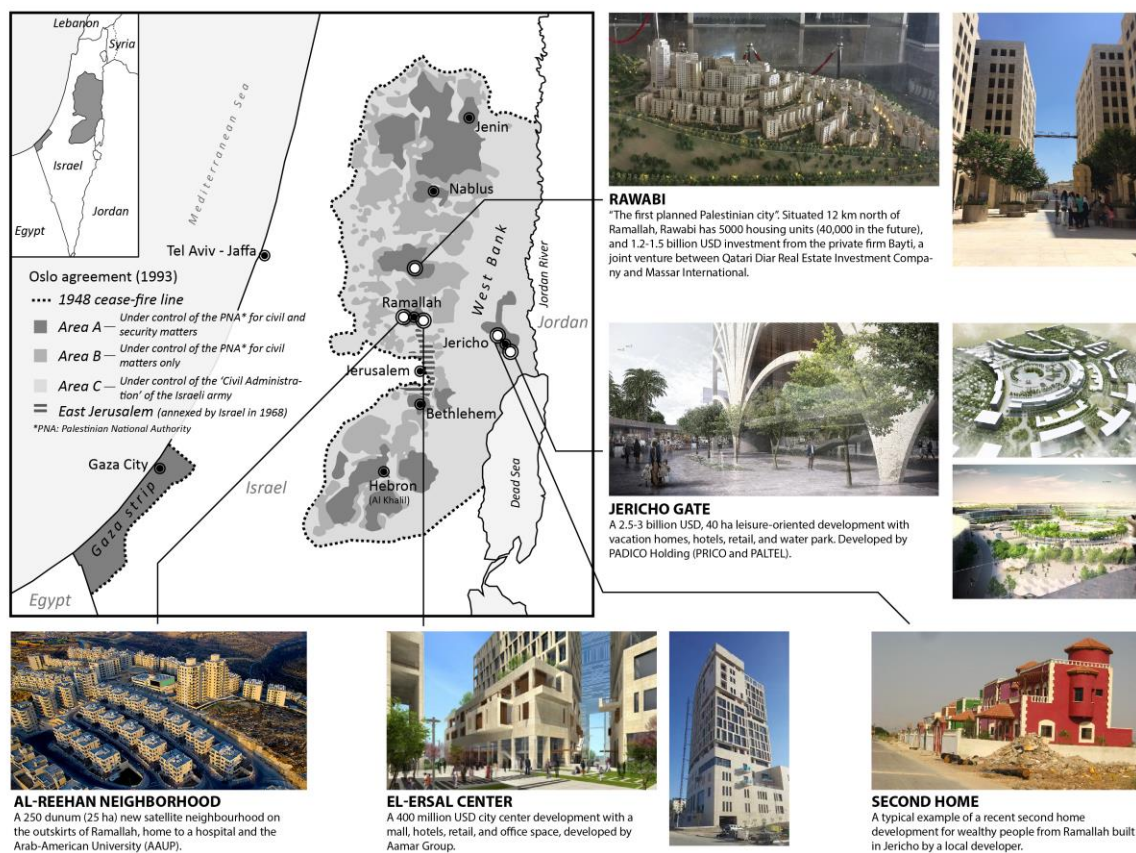 Lebanon
Syria
Israel
Jordan
Egypt
Mediterranean Sea
Tel Aviv - Jaffa
Oslo agreement (1993)
1948 cease-fire line
Area A — Under control of the PNA* for civil and
security matters
Area B — Under control of the PNA* for civil
matters only
Area C — Under control of the ‘Civil Administra-
tion’ of the Israeli army
East Jerusalem (annexed by Israel in 1968)
*PNA: Palestinian National Authority
Gaza City
Gaza strip
Egypt
Israel
Jenin
Nablus
West Bank
Jordan River
Jordan
Ramallah
Jericho
Jerusalem
Bethlehem
Hebron
(Al Khalil)
Dead Sea
RAWABI
"The first planned Palestinian city". Situated 12 km north of
Ramallah, Rawabi has 5000 housing units (40,000 in the future),
and 1.2-1.5 billion USD investment from the private firm Bayti, a
joint venture between Qatari Diar Real Estate Investment Compa-
ny and Massar International.
JERICHO GATE
A 2.5-3 billion USD, 40 ha leisure-oriented development with
vacation homes, hotels, retail, and water park. Developed by
PADICO Holding (PRICO and PALTEL).
AL-REEHAN NEIGHBORHOOD
A 250 dunum (25 ha) new satellite neighbourhood on
the outskirts of Ramallah, home to a hospital and the
Arab-American University (AAUP).
EL-ERSAL CENTER
A 400 million USD city center development with a
mall, hotels, retail, and office space, developed by
Aamar Group.
SECOND HOME
A typical example of a recent second home
development for wealthy people from Ramallah built
in Jericho by a local developer.